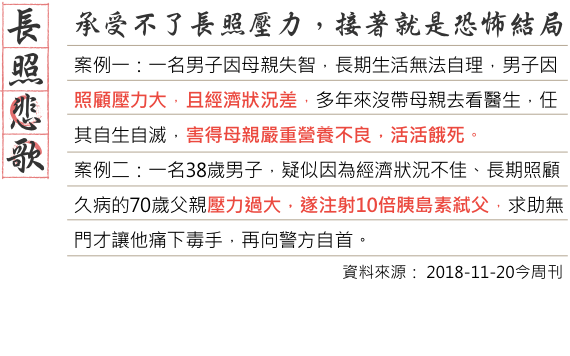 長照悲歌
承受不了長照壓力，接著就是恐怖結局
案例一：一名男子因母親失智，長期生活無法自理，男子因
照顧壓力大，且經濟狀況差，多年來沒帶母親去看醫生，任
其自生自滅，害得母親嚴重營養不良，活活餓死。
案例二：一名38歲男子，疑似因為經濟狀況不佳、長期照顧
久病的70歲父親壓力過大，遂注射10倍胰島素弒父，求助無
門才讓他痛下毒手，再向警方自首。
資料來源： 2018-11-20今周刊